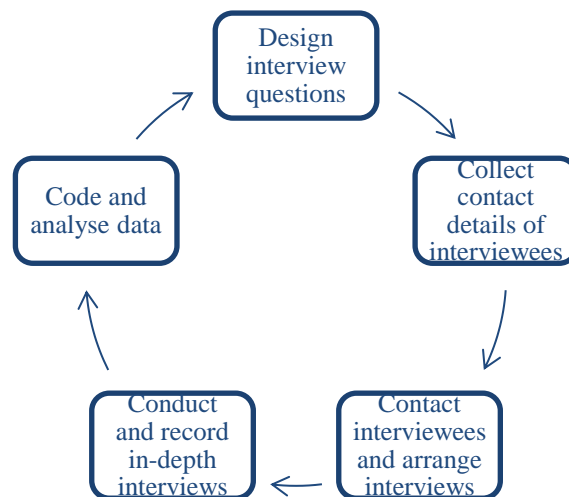 Design
interview
questions
Collect
contact
details of
interviewees
Contact
interviewees
and arrange
interviews
Conduct
and record
in-depth
interviews
Code and
analyse data